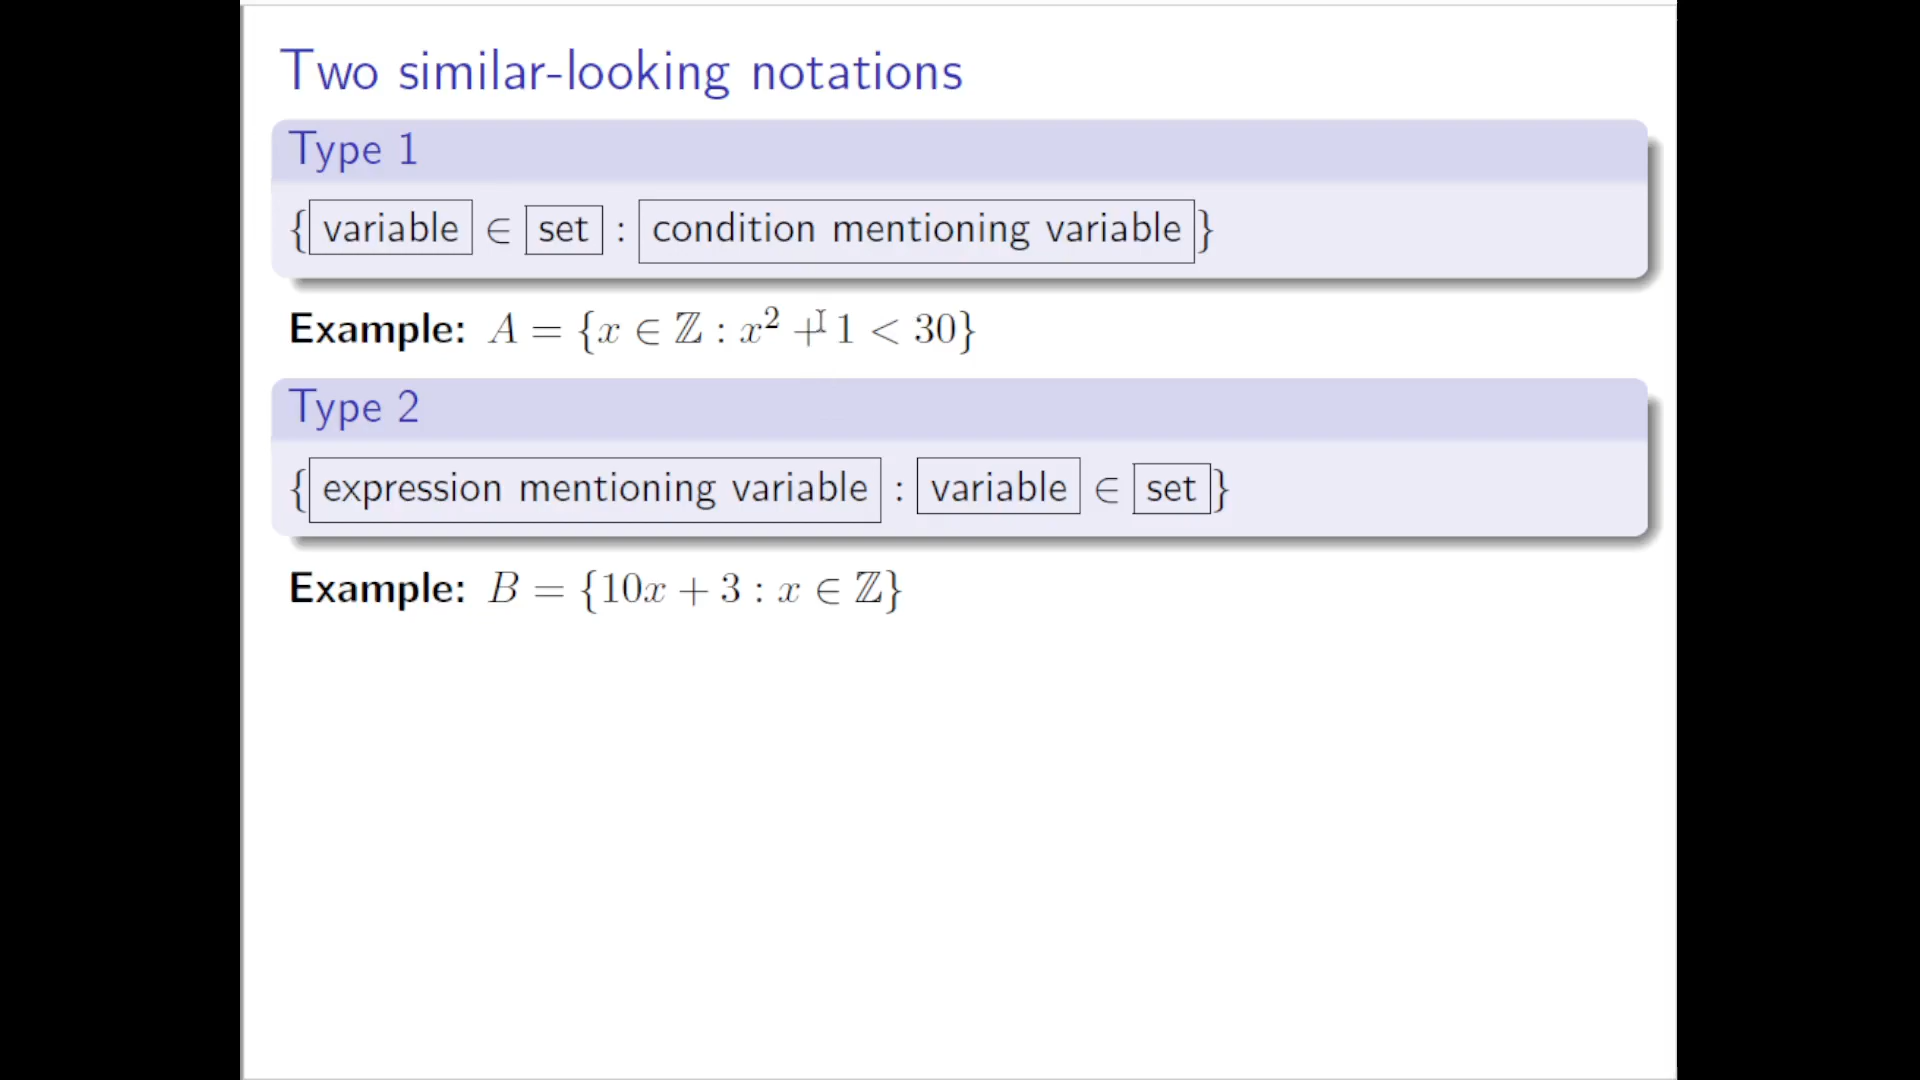 Two similar-looking notations
Type 1
{variable ∈ set : condition mentioning variable}
Example: A = {x ∈ ℤ : x² + 1 < 30}
Type 2
{expression mentioning variable : variable ∈ set}
Example: B = {10x + 3 : x ∈ ℤ}